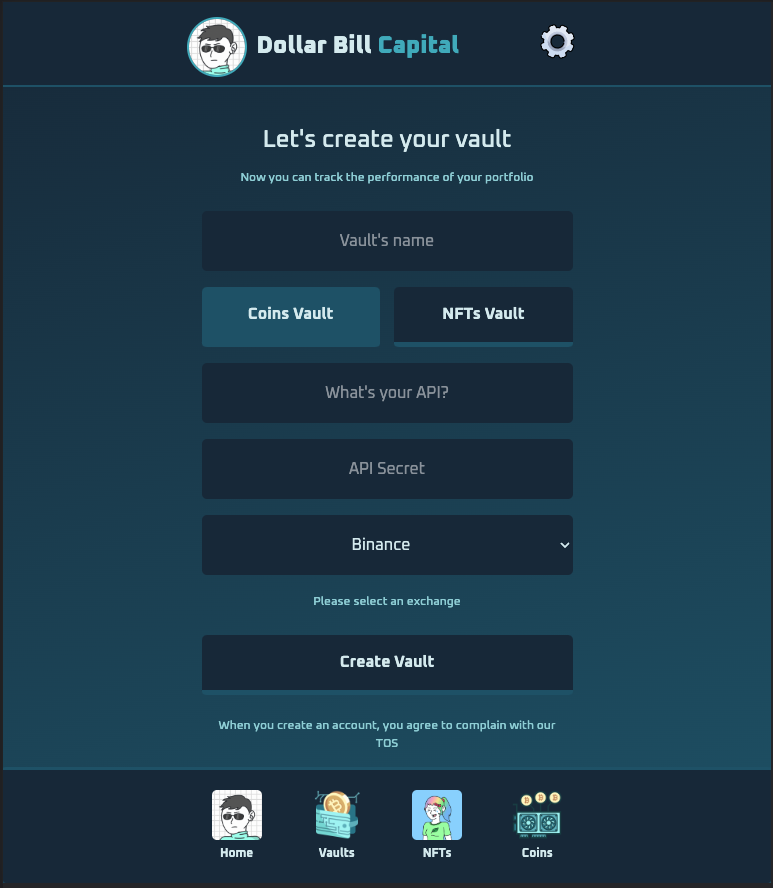 Dollar Bill Capital
Let's create your vault
Now you can track the performance of your portfolio
Vault's name
Coins Vault NFTs Vault
What's your API?
API Secret
Binance
Please select an exchange
Create Vault
When you create an account, you agree to complain with our
TOS
Home Vaults NFTs Coins